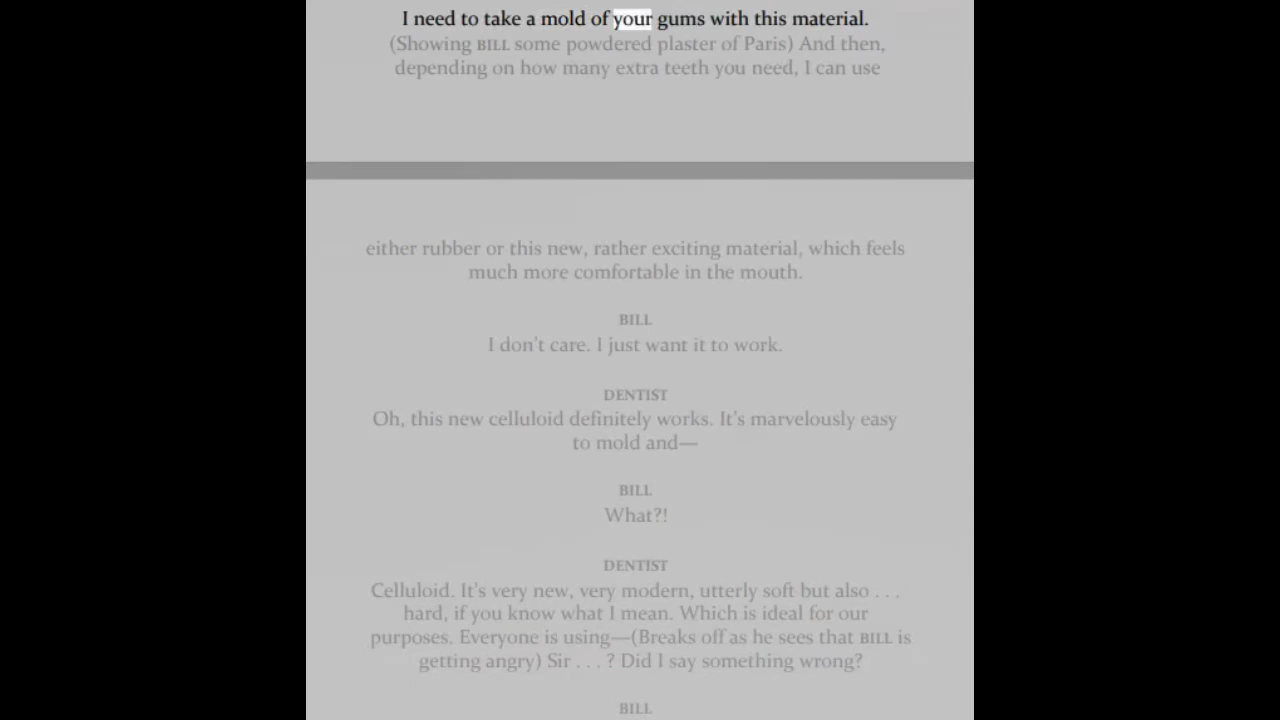 I need to take a mold of your gums with this material.
(Showing BILL some powdered plaster of Paris) And then,
depending on how many extra teeth you need, I can use
either rubber or this new, rather exciting material, which feels
much more comfortable in the mouth.
BILL
I don't care. I just want it to work.
DENTIST
Oh, this new celluloid definitely works. It's marvelously easy
to mold and—
BILL
What?!
DENTIST
Celluloid. It's very new, very modern, utterly soft but also . . .
hard, if you know what I mean. Which is ideal for our
purposes. Everyone is using—(Breaks off as he sees that BILL is
getting angry) Sir . . . ? Did I say something wrong?
BILL